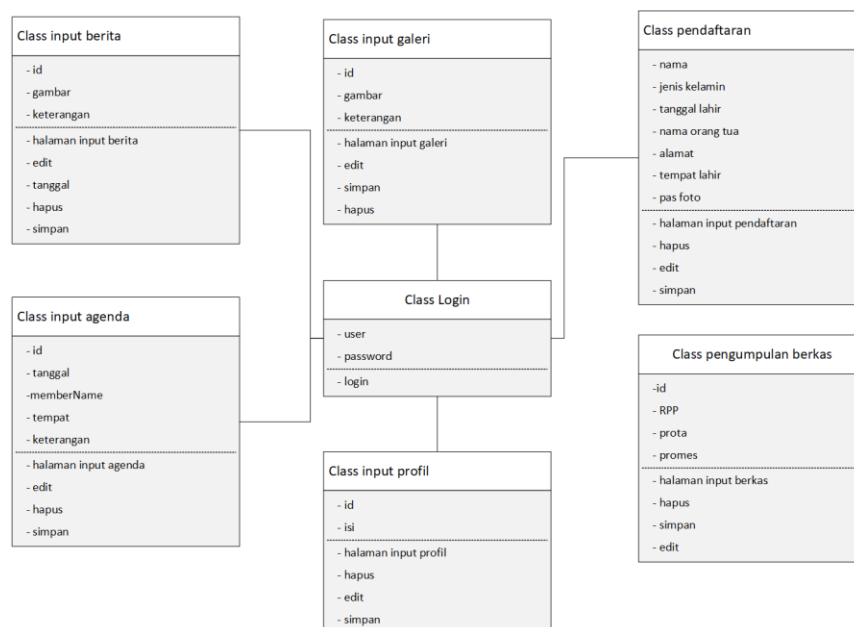 Class input berita
- id
- gambar
- keterangan
- halaman input berita
- edit
- tanggal
- hapus
- simpan
Class input galeri
- id
- gambar
- keterangan
- halaman input galeri
- edit
- simpan
- hapus
Class pendaftaran
- nama
- jenis kelamin
- tanggal lahir
- nama orang tua
- alamat
- tempat lahir
- pas foto
- halaman input pendaftaran
- hapus
- edit
- simpan
Class input agenda
- id
- tanggal
-memberName
- tempat
- keterangan
- halaman input agenda
- edit
- hapus
- simpan
Class Login
- user
- password
- login
Class pengumpulan berkas
-id
- RPP
- prota
- promes
- halaman input berkas
- hapus
- simpan
- edit
Class input profil
- id
- isi
- halaman input profil
- hapus
- edit
- simpan